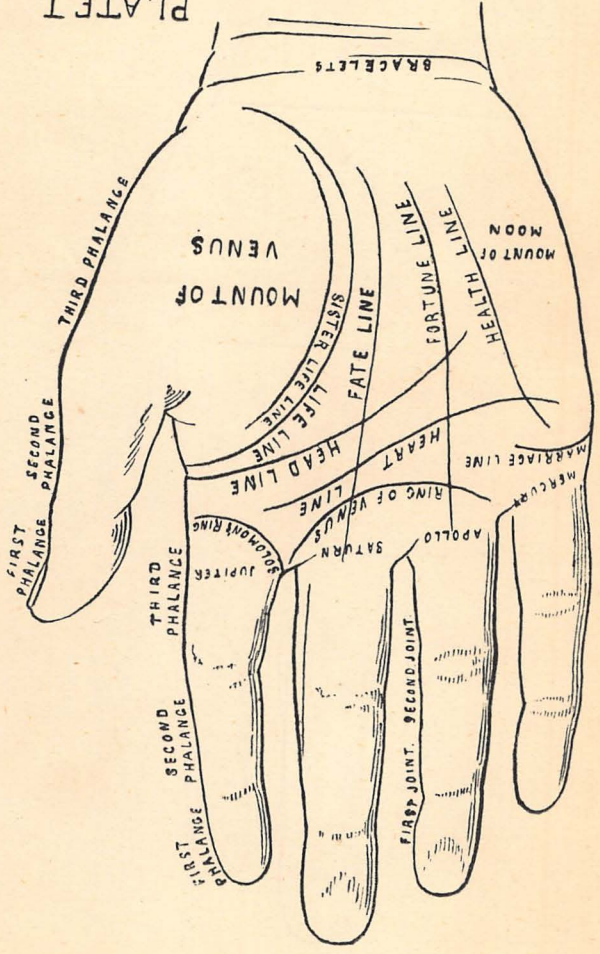 PLATE I
BRACELETS
THIRD PHALANGE
MOUNT OF
VENUS
MOUNT OF
MOON
SISTER LIFE LINE
LIFE LINE
FATE LINE
FORTUNE LINE
HEALTH LINE
HEAD LINE
HEART
LINE
MARRIAGE LINE
RING OF VENUS
SOLOMONS RING
SECOND
PHALANGE
FIRST
PHALANGE
JUPITER
SATURN
APOLLO
MERCURY
THIRD
PHALANGE
SECOND
PHALANGE
FIRST
PHALANGE
FIRST JOINT. SECOND JOINT.